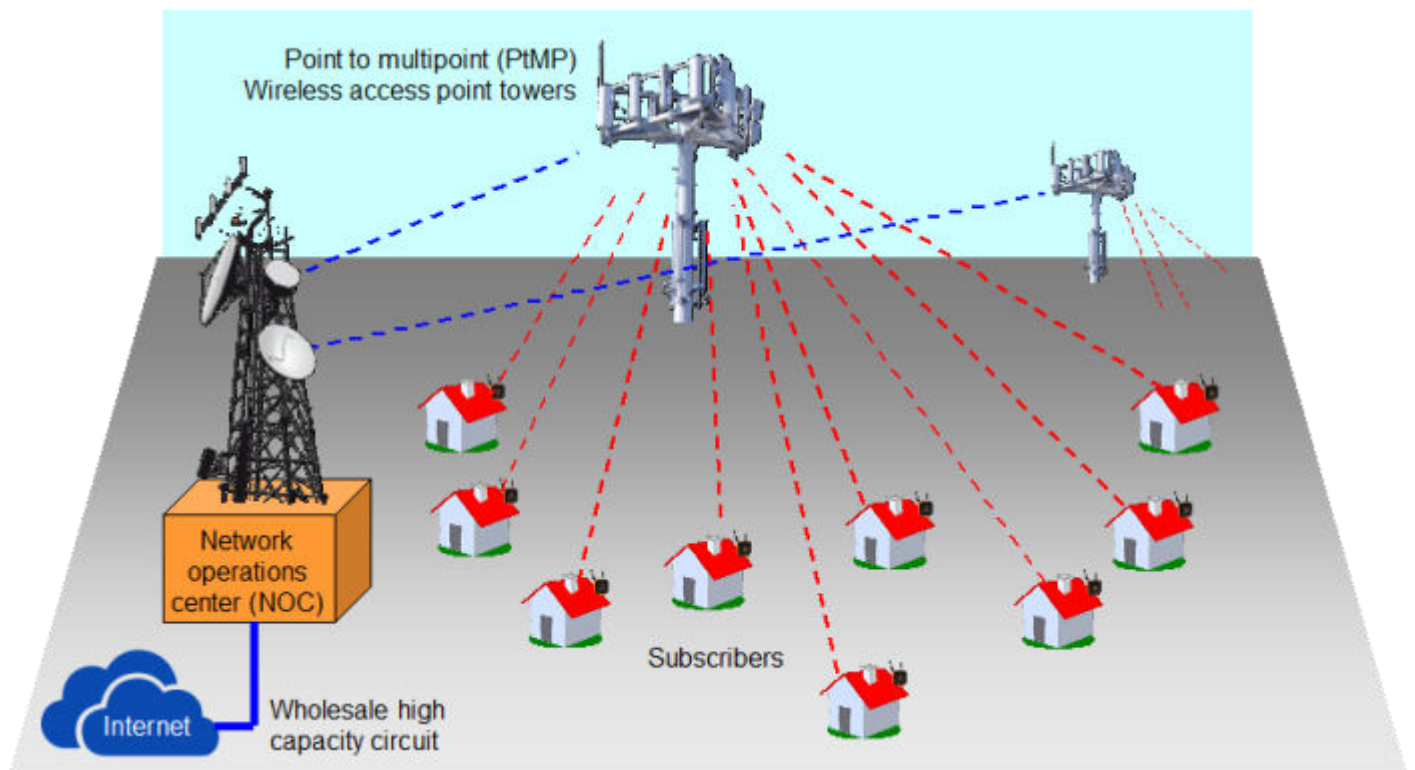 Point to multipoint (PtMP)
Wireless access point towers
Network
operations
center (NOC)
Subscribers
Internet
Wholesale high
capacity circuit